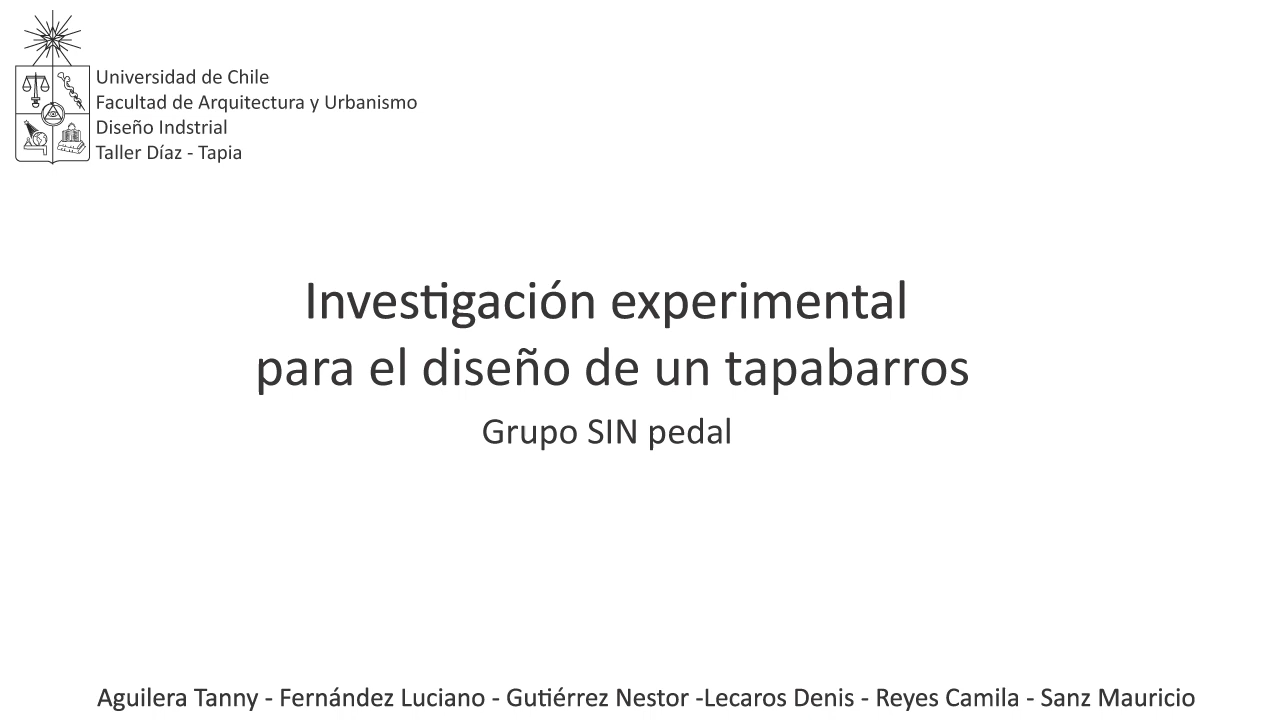 Universidad de Chile
Facultad de Arquitectura y Urbanismo
Diseño Indstrial
Taller Díaz - Tapia
Investigación experimental
para el diseño de un tapabarros
Grupo SIN pedal
Aguilera Tanny - Fernández Luciano - Gutiérrez Nestor -Lecaros Denis - Reyes Camila - Sanz Mauricio